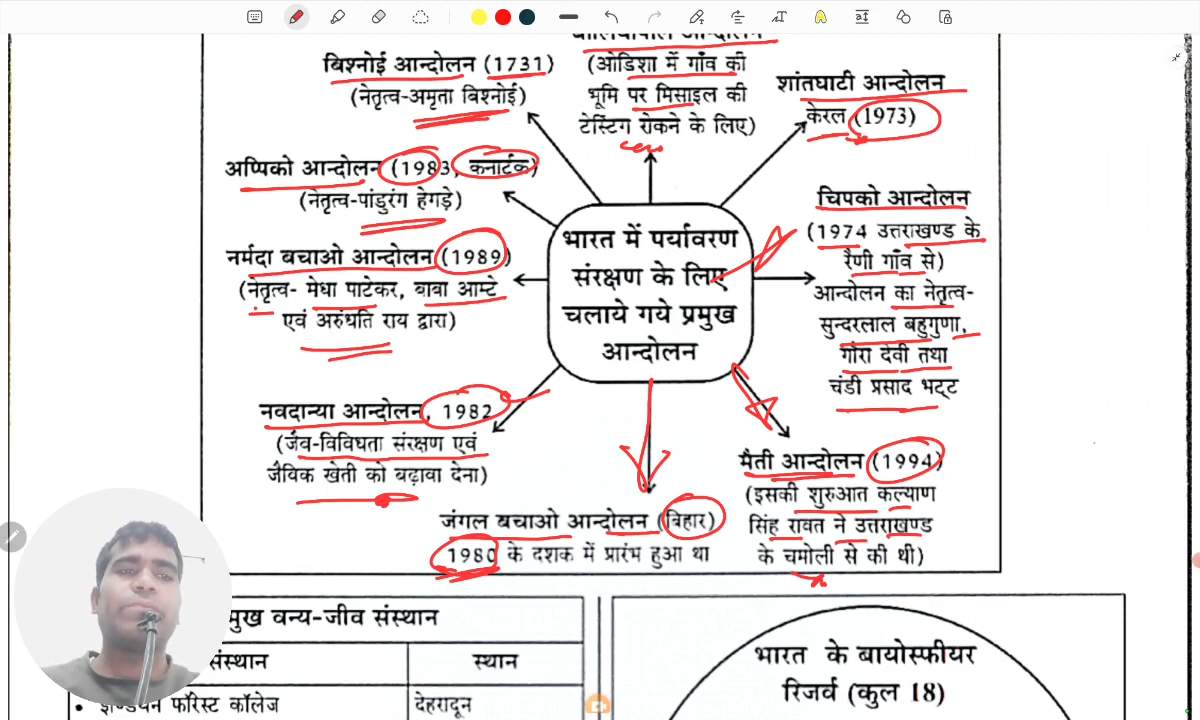 बिश्नोई आन्दोलन (1731)
(नेतृत्व-अमृता बिश्नोई)
(ओडिशा में गाँव की
भूमि पर मिसाइल की
टेस्टिंग रोकने के लिए)
शांतघाटी आन्दोलन
केरल (1973)
अप्पिको आन्दोलन (1983, कर्नाटक)
(नेतृत्व-पांडुरंग हेगड़े)
चिपको आन्दोलन
(1974 उत्तराखण्ड के
रैणी गाँव से)
आन्दोलन का नेतृत्व-
सुन्दरलाल बहुगुणा,
गौरा देवी तथा
चंडी प्रसाद भट्ट
भारत में पर्यावरण
संरक्षण के लिए
चलाये गये प्रमुख
आन्दोलन
नर्मदा बचाओ आन्दोलन (1989)
(नेतृत्व- मेधा पाटेकर, बाबा आम्टे
एवं अरुंधति राय द्वारा)
नवदान्या आन्दोलन, 1982
(जैव-विविधता संरक्षण एवं
जैविक खेती को बढ़ावा देना)
जंगल बचाओ आन्दोलन (बिहार)
1980 के दशक में प्रारंभ हुआ था
मैती आन्दोलन (1994)
(इसकी शुरुआत कल्याण
सिंह रावत ने उत्तराखण्ड
के चमोली से की थी)
वन्य-जीव संस्थान
संस्थान
स्थान
फॉरेस्ट कॉलेज
देहरादून
भारत के बायोस्फीयर
रिजर्व (कुल 18)